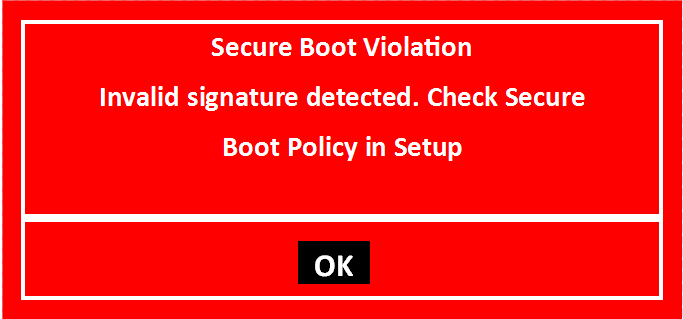 Secure Boot Violation
Invalid signature detected. Check Secure
Boot Policy in Setup
OK